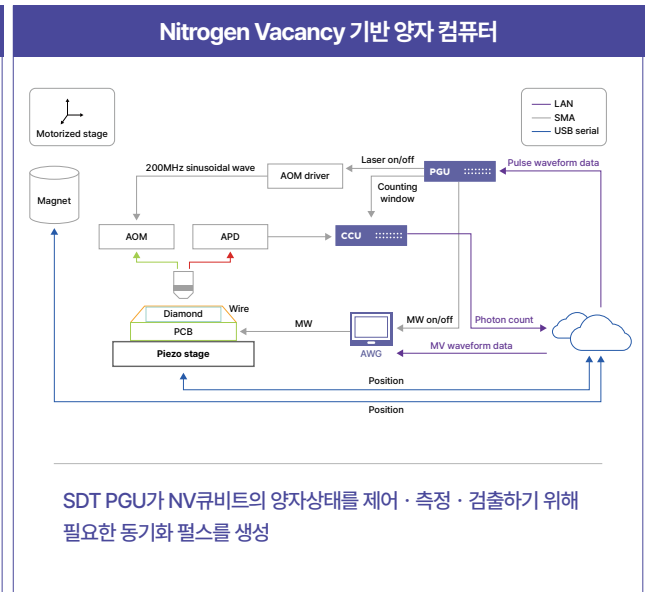 Nitrogen Vacancy 기반 양자 컴퓨터
Motorized stage
LAN
SMA
USB serial
Magnet
200MHz sinusoidal wave
AOM driver
Laser on/off
PGU
Pulse waveform data
Counting
window
AOM
APD
CCU
Diamond
Wire
PCB
Piezo stage
MW
AWG
MW on/off
Photon count
MV waveform data
Position
Position
SDT PGU가 NV큐비트의 양자상태를 제어 · 측정 · 검출하기 위해
필요한 동기화 펄스를 생성